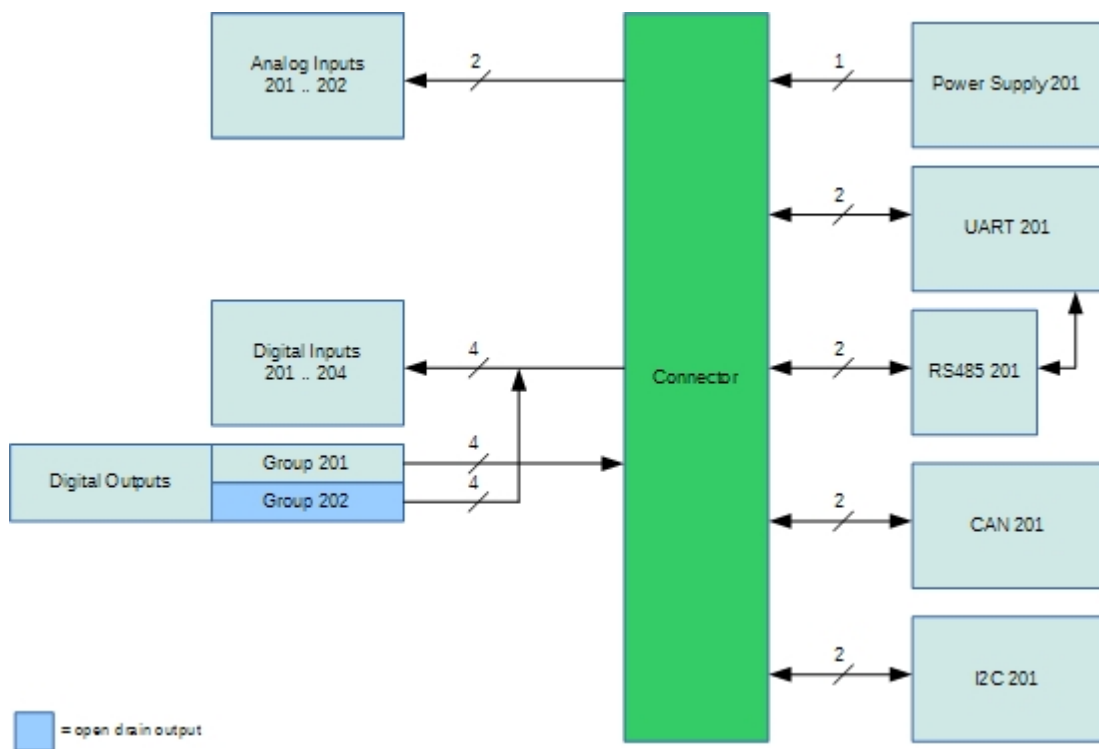 Analog Inputs
201 .. 202
2
1
Power Supply 201
2
UART 201
Digital Inputs
201 .. 204
4
Connector
2
RS485 201
Digital Outputs
Group 201
4
Group 202
4
2
CAN 201
2
I2C 201
= open drain output